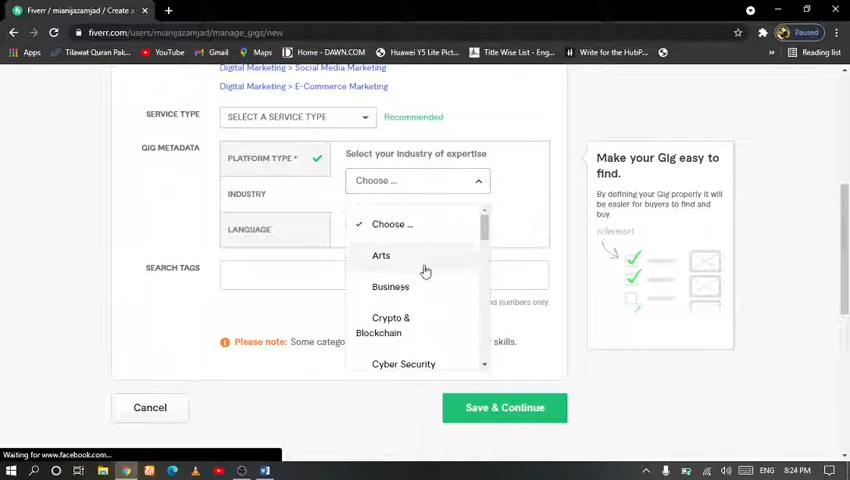 Fiverr / mianijazamjad / Create a
fiverr.com/users/mianijazamjad/manage_gigs/new
Paused
Apps
Tilawat Quran Pak...
YouTube
Gmail
Maps
Home - DAWN.COM
Huawei Y5 Lite Pict...
Title Wise List - Eng...
Write for the HubP...
»
Reading list
Digital Marketing > Social Media Marketing
Digital Marketing > E-Commerce Marketing
SERVICE TYPE
SELECT A SERVICE TYPE
Recommended
GIG METADATA
PLATFORM TYPE *
INDUSTRY
LANGUAGE
Select your industry of expertise
Choose ...
Choose ...
Arts
Business
Crypto &
Blockchain
Cyber Security
SEARCH TAGS
nd numbers only.
Please note: Some categ
skills.
Cancel
Save & Continue
Make your Gig easy to
find.
By defining your Gig properly it will
be easier for buyers to find and
buy.
refinement
Waiting for www.facebook.com...
ENG
8:24 PM